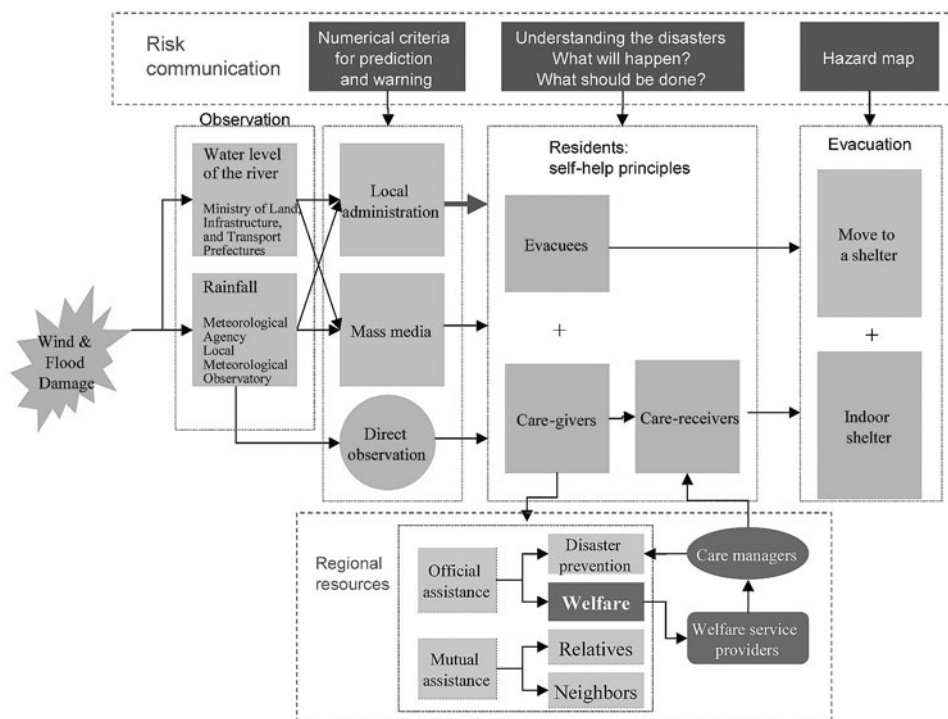 Risk
communication
Numerical criteria
for prediction
and warning
Understanding the disasters
What will happen?
What should be done?
Hazard map
Observation
Water level
of the river
Ministry of Land,
Infrastructure,
and Transport
Prefectures
Rainfall
Meteorological
Agency
Local
Meteorological
Observatory
Wind &
Flood
Damage
Local
administration
Mass media
Direct
observation
Residents:
self-help principles
Evacuees
+
Care-givers
Care-receivers
Evacuation
Move to
a shelter
+
Indoor
shelter
Regional
resources
Official
assistance
Disaster
prevention
Welfare
Mutual
assistance
Relatives
Neighbors
Care managers
Welfare service
providers